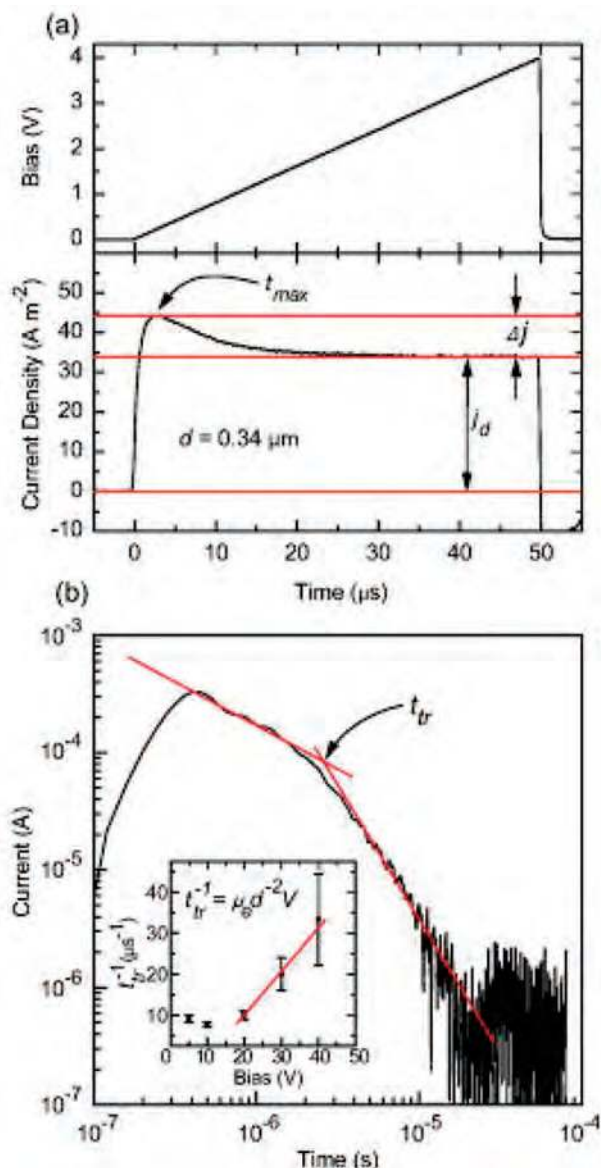 (a)
4
3
2
1
0
Bias (V)
t_max
50
40
30
20
10
0
-10
Current Density (A m⁻²)
Δj
j_d
d = 0.34 μm
0 10 20 30 40 50
Time (μs)
(b)
10⁻³
10⁻⁴
10⁻⁵
10⁻⁶
10⁻⁷
Current (A)
t_tr
t_tr⁻¹ = μ_e d⁻² V
40
30
20
10
t_tr⁻¹ (μs⁻¹)
0 10 20 30 40 50
Bias (V)
10⁻⁷ 10⁻⁶ 10⁻⁵ 10⁻⁴
Time (s)